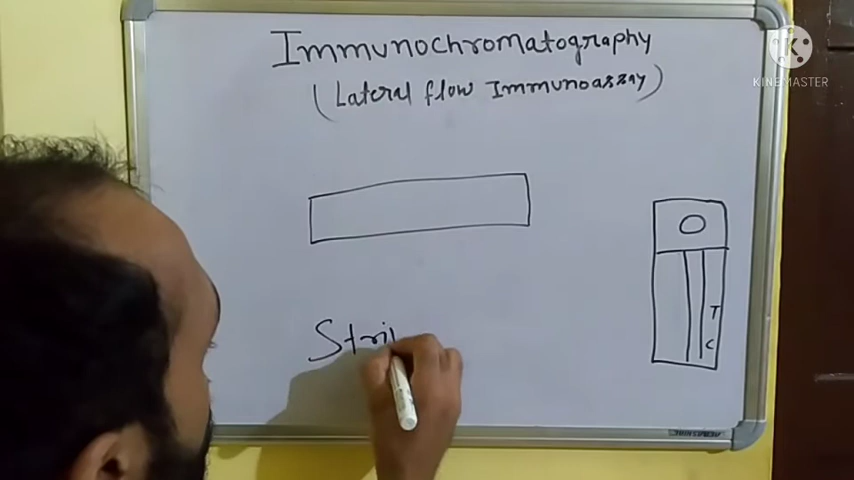 Immunochromatography
(Lateral flow Immunoassay)
K
KINEMASTER
T
C
Stri